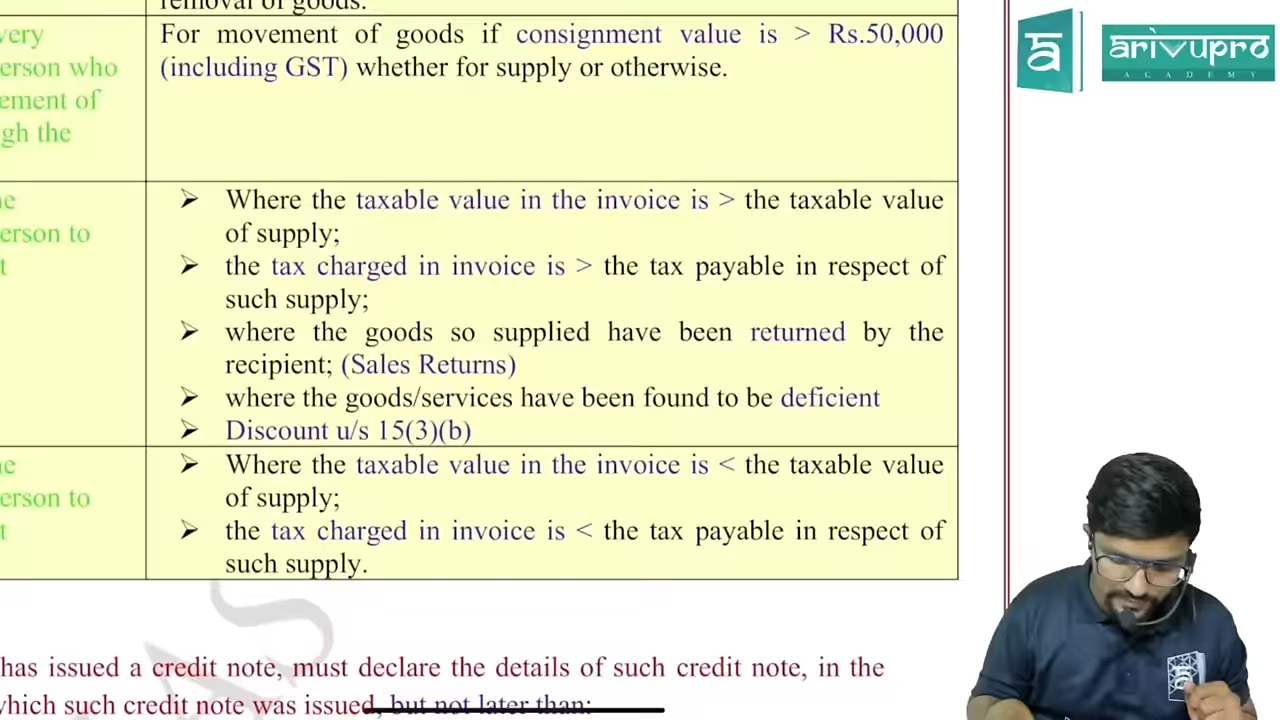 removal of goods.
very
erson who
ement of
gh the
For movement of goods if consignment value is > Rs.50,000
(including GST) whether for supply or otherwise.
ne
erson to
t
➢ Where the taxable value in the invoice is > the taxable value
of supply;
➢ the tax charged in invoice is > the tax payable in respect of
such supply;
➢ where the goods so supplied have been returned by the
recipient; (Sales Returns)
➢ where the goods/services have been found to be deficient
➢ Discount u/s 15(3)(b)
ne
erson to
t
➢ Where the taxable value in the invoice is < the taxable value
of supply;
➢ the tax charged in invoice is < the tax payable in respect of
such supply.
has issued a credit note, must declare the details of such credit note, in the
which such credit note was issued, but not later than:
arivupro
ACADEMY